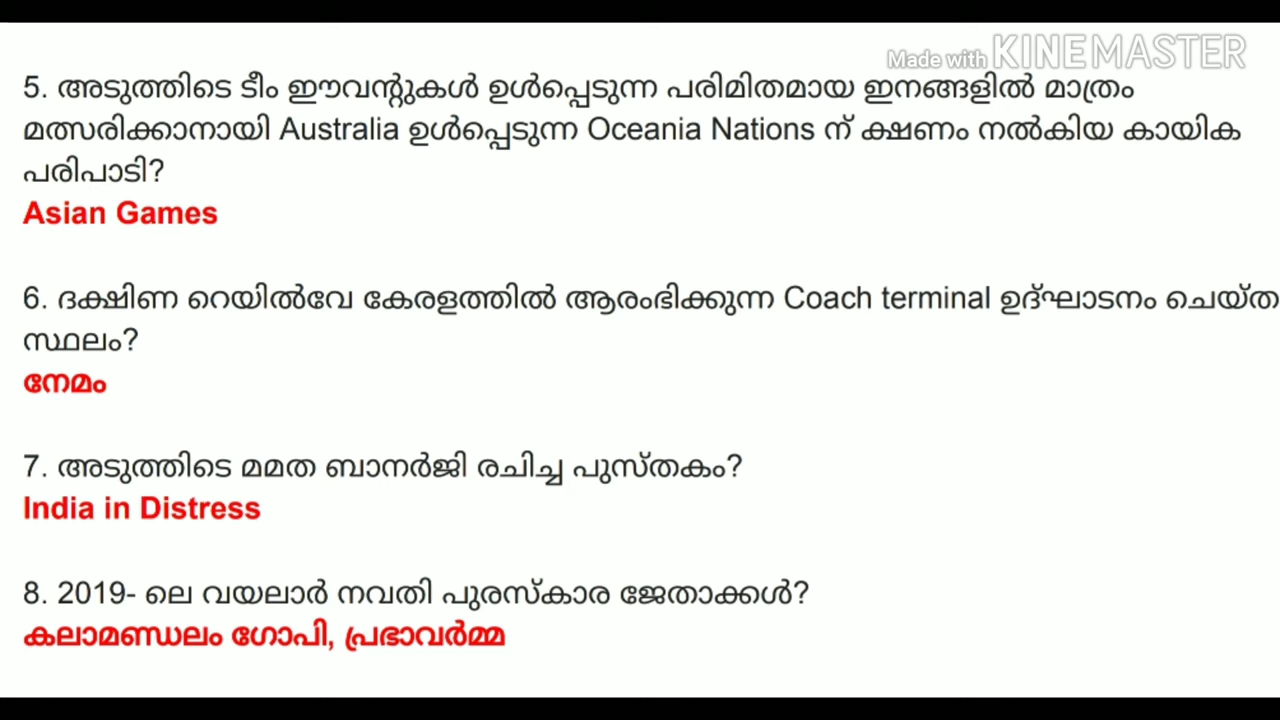 Made with KINEMASTER
5. അടുത്തിടെ ടീം ഈവന്റുകൾ ഉൾപ്പെടുന്ന പരിമിതമായ ഇനങ്ങളിൽ മാത്രം
മത്സരിക്കാനായി Australia ഉൾപ്പെടുന്ന Oceania Nations ന് ക്ഷണം നൽകിയ കായിക
പരിപാടി?
Asian Games
6. ദക്ഷിണ റെയിൽവേ കേരളത്തിൽ ആരംഭിക്കുന്ന Coach terminal ഉദ്ഘാടനം ചെയ്ത
സ്ഥലം?
നേമം
7. അടുത്തിടെ മമത ബാനർജി രചിച്ച പുസ്തകം?
India in Distress
8. 2019- ലെ വയലാർ നവതി പുരസ്കാര ജേതാക്കൾ?
കലാമണ്ഡലം ഗോപി, പ്രഭാവർമ്മ